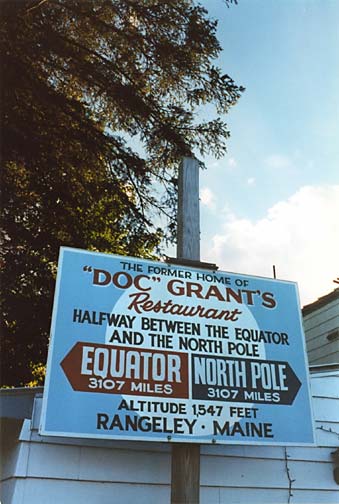 THE FORMER HOME OF
"DOC" GRANT'S
Restaurant
HALFWAY BETWEEN THE EQUATOR
AND THE NORTH POLE
EQUATOR NORTH POLE
3107 MILES 3107 MILES
ALTITUDE 1,547 FEET
RANGELEY · MAINE